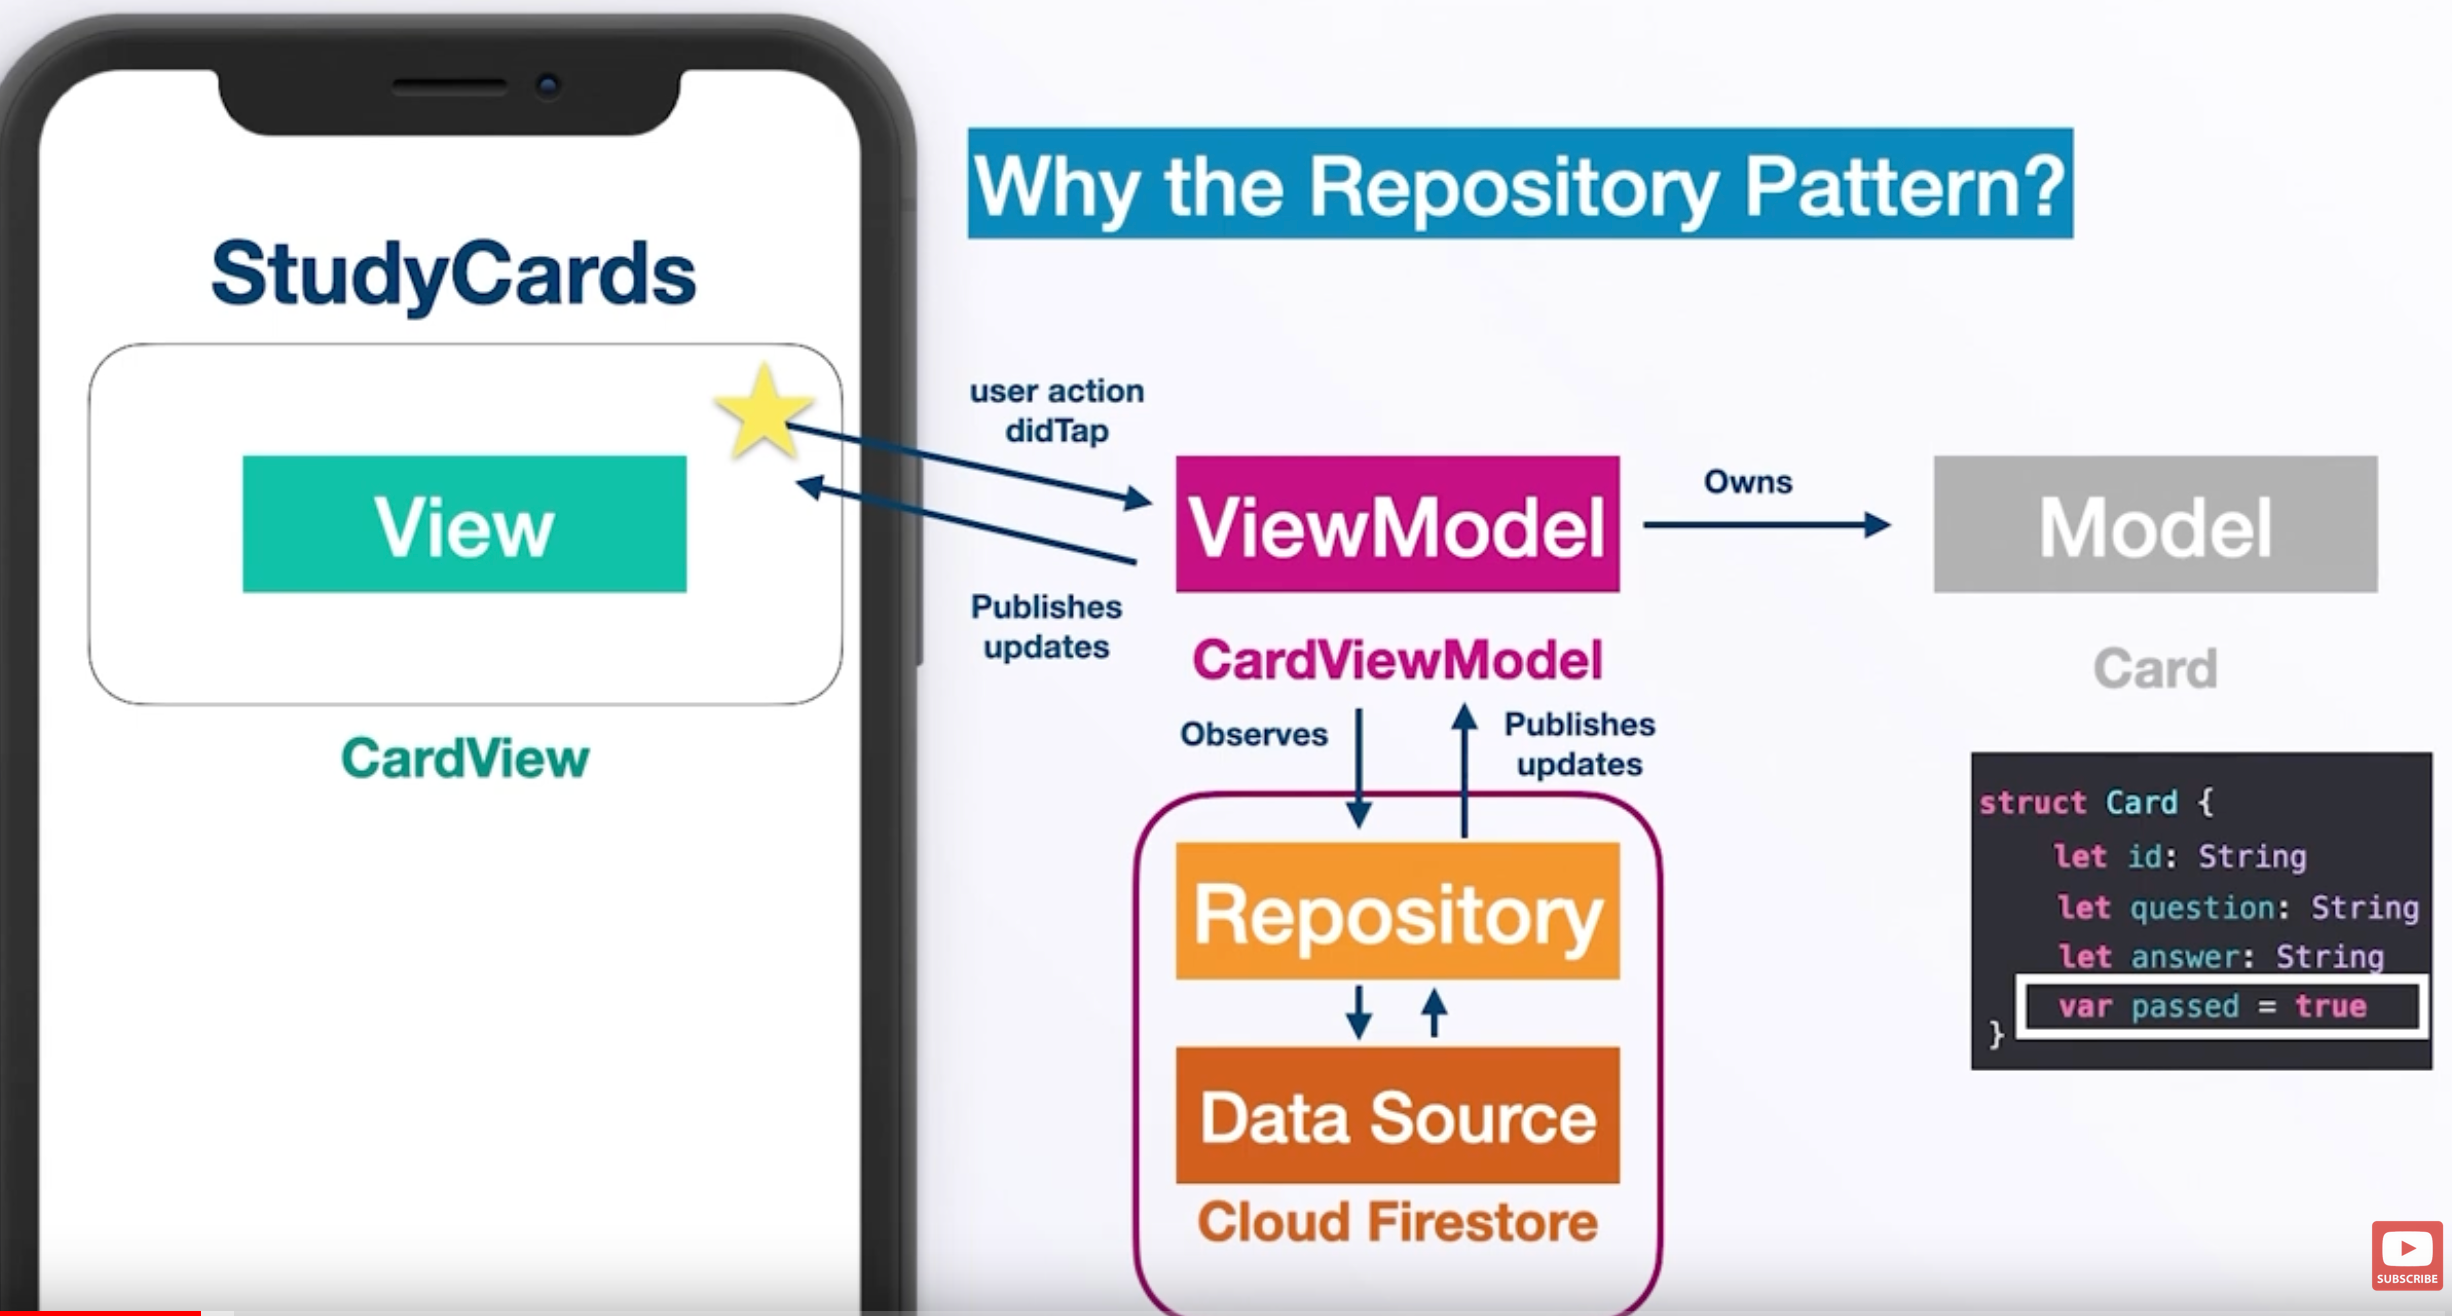 Why the Repository Pattern?
StudyCards
View
CardView
user action
didTap
Publishes
updates
ViewModel
CardViewModel
Owns
Model
Card
Observes
Publishes
updates
Repository
Data Source
Cloud Firestore
struct Card {
let id: String
let question: String
let answer: String
var passed = true
}
SUBSCRIBE